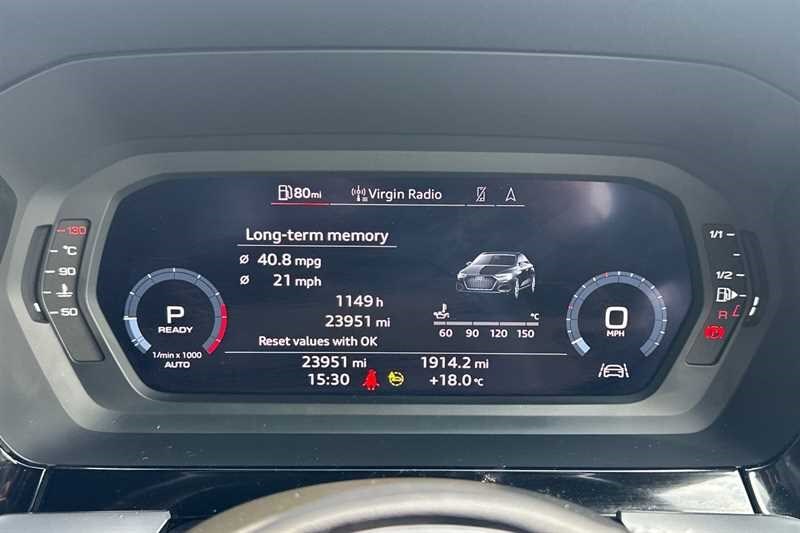 80mi
Virgin Radio
Long-term memory
ø 40.8 mpg
ø 21 mph
1149 h
23951 mi
Reset values with OK
°C
60 90 120 150
23951 mi
1914.2 mi
15:30
+18.0 °C
P
READY
1/min x 1000
AUTO
0
MPH
130
°C
90
50
1/1
1/2
R